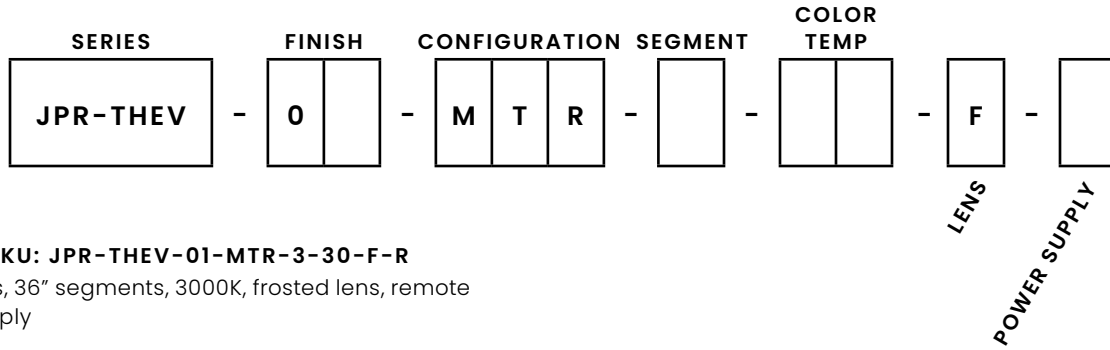 SERIES FINISH CONFIGURATION SEGMENT COLOR
TEMP
JPR-THEV - 0 - M T R - - - F -
LENS
POWER SUPPLY
KU: JPR-THEV-01-MTR-3-30-F-R
s, 36” segments, 3000K, frosted lens, remote
ply